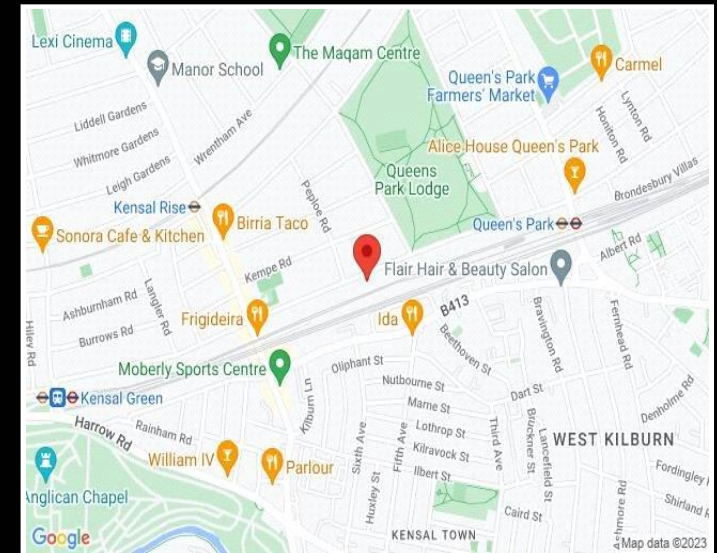 Lexi Cinema
The Maqam Centre
Manor School
Carmel
Queen's Park
Farmers' Market
Liddell Gardens
Whitmore Gardens
Leigh Gardens
Wrentham Ave
Honiton Rd
Lynton Rd
Alice House Queen's Park
Queens
Park Lodge
Brondesbury Villas
Peploe Rd
Kensal Rise
Birria Taco
Sonora Cafe & Kitchen
Queen's Park
Albert Rd
Kempe Rd
Flair Hair & Beauty Salon
Ashburnham Rd
Langler Rd
Burrows Rd
Hiley Rd
Frigideira
Ida
B413
Beethoven St
Bravington Rd
Fernhead Rd
Moberly Sports Centre
Oliphant St
Nutbourne St
Marne St
Dart St
Denholme Rd
Kensal Green
Kilburn Ln
Harrow Rd
Rainham Rd
Lothrop St
Kilravock St
Ilbert St
Sixth Ave
Fifth Ave
Huxley St
Third Ave
Bruckner St
Lancefield St
WEST KILBURN
William IV
Parlour
Anglican Chapel
Fordingley
Shirland
Caird St
Ashmore Rd
KENSAL TOWN
Google
Map data ©2023